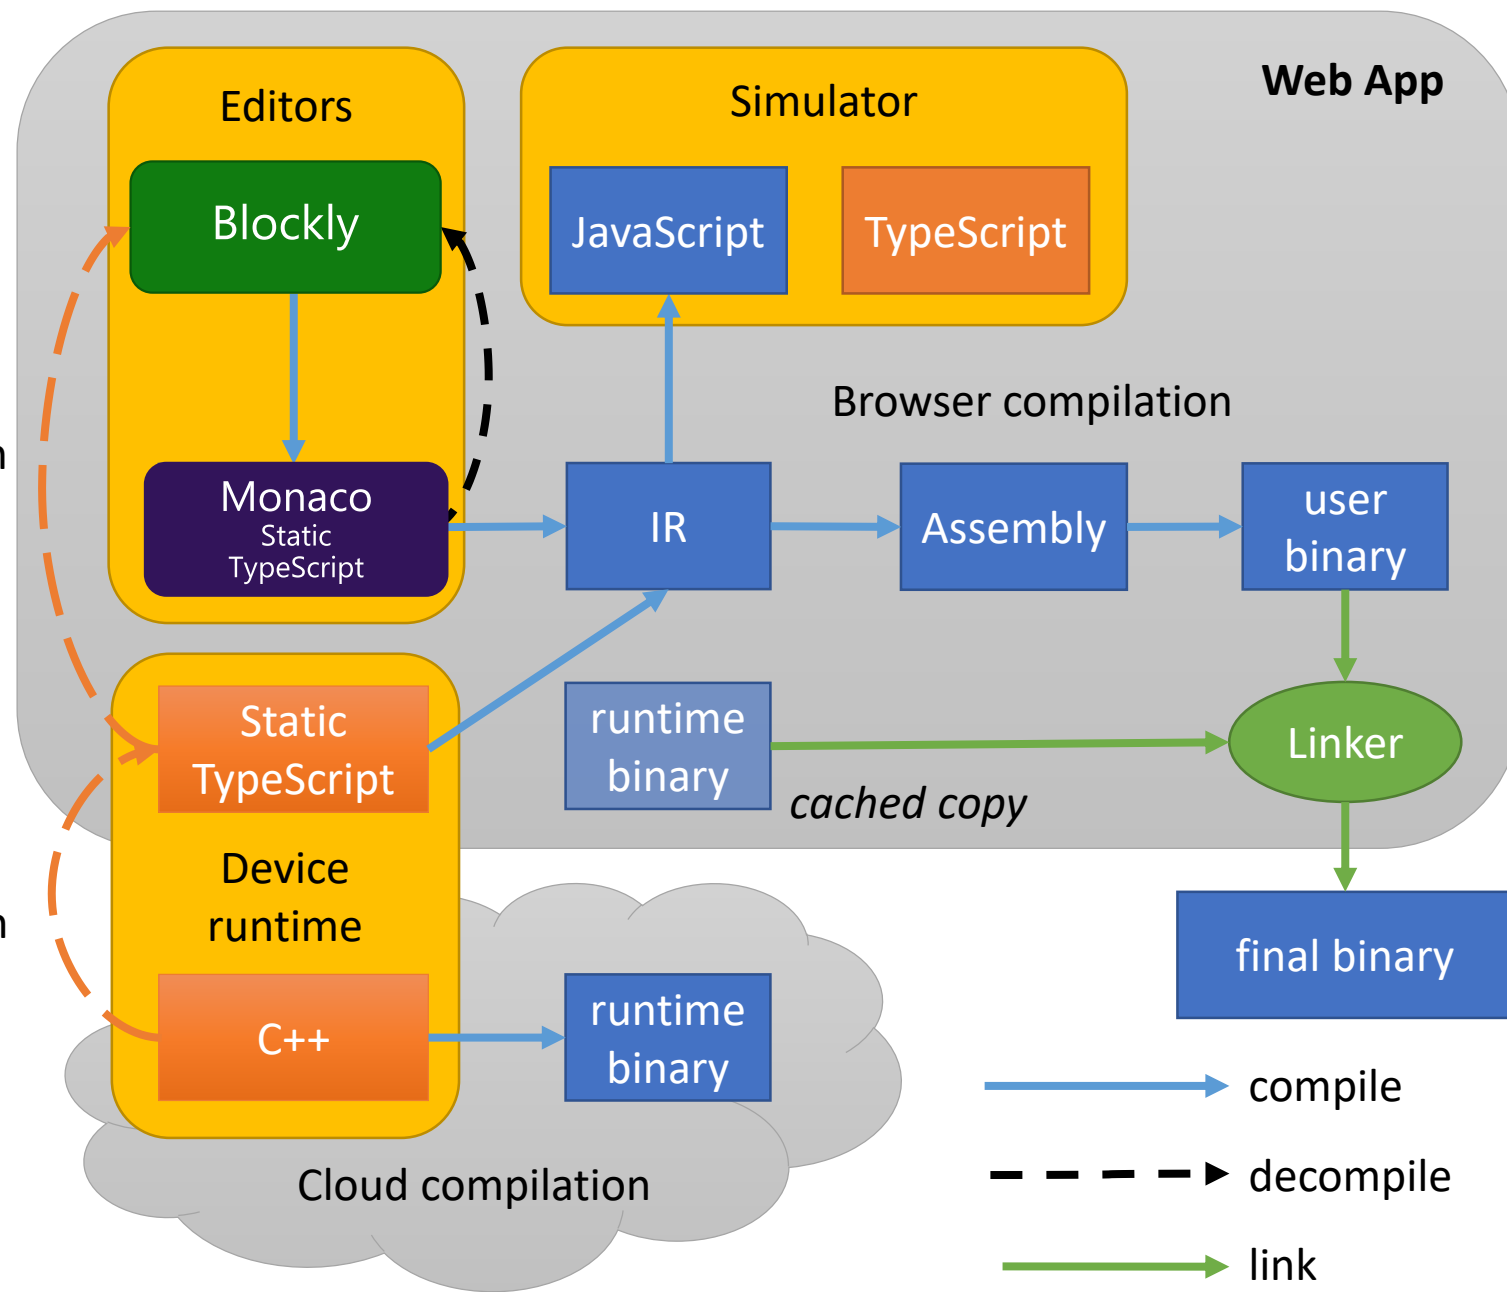 Web App
Editors
Simulator
Blockly
JavaScript
TypeScript
Browser compilation
Monaco
Static
TypeScript
IR
Assembly
user
binary
Static
TypeScript
runtime
binary
cached copy
Linker
Device
runtime
C++
runtime
binary
final binary
Cloud compilation
compile
decompile
link